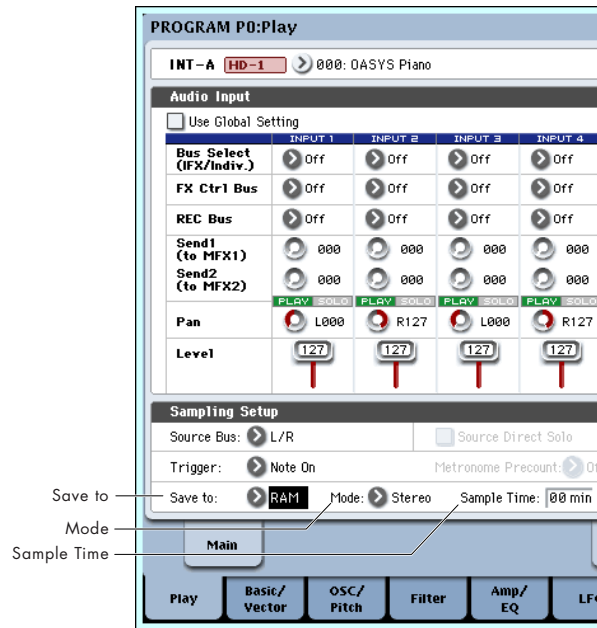 PROGRAM P0:Play
INT-A HD-1 000: OASYS Piano
Audio Input
Use Global Setting
INPUT 1 INPUT 2 INPUT 3 INPUT 4
Bus Select (IFX/Indiv.) Off Off Off Off
FX Ctrl Bus Off Off Off Off
REC Bus Off Off Off Off
Send1 (to MFX1) 000 000 000 000
Send2 (to MFX2) 000 000 000 000
PLAY SOLO PLAY SOLO PLAY SOLO PLAY SOLO
Pan L000 R127 L000 R127
Level 127 127 127 127
Sampling Setup
Source Bus: L/R Source Direct Solo
Trigger: Note On Metronome Precount:
Save to Save to: RAM Mode: Stereo Sample Time: 00 min
Mode
Sample Time
Main
Play Basic/Vector OSC/Pitch Filter Amp/EQ